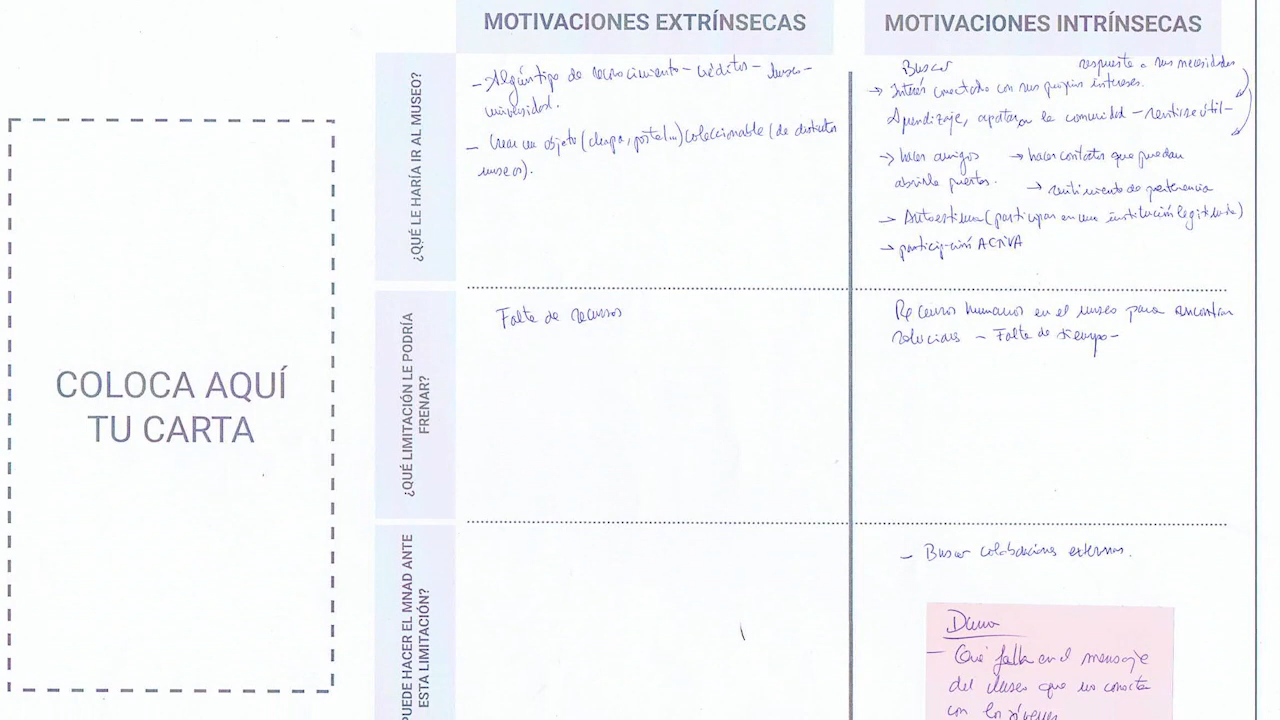 MOTIVACIONES EXTRÍNSECAS
MOTIVACIONES INTRÍNSECAS
COLOCA AQUÍ
TU CARTA
¿QUÉ LE HARÍA IR AL MUSEO?
- Algún tipo de reconocimiento - créditos - museo -
universidad.
- Crear un objeto (chapa, postal...) coleccionable (de distintos
museos).
Buscar respuesta a sus necesidades
→ Interés conectado con sus propios intereses.
Aprendizaje, aportar a la comunidad - sentirse útil -
→ hacer amigos → hacer contactos que puedan
abrirle puertas. → sentimiento de pertenencia
→ Autoestima (participar en una institución legitimada)
→ participación ACTIVA
¿QUÉ LIMITACIÓN LE PODRÍA
FRENAR?
Falta de recursos
Recursos humanos en el museo para encontrar
soluciones - Falta de tiempo -
PUEDE HACER EL MNAD ANTE
ESTA LIMITACIÓN?
- Buscar colaboraciones externas.
- Qué falla en el mensaje
del museo que no conecta
con los jóvenes